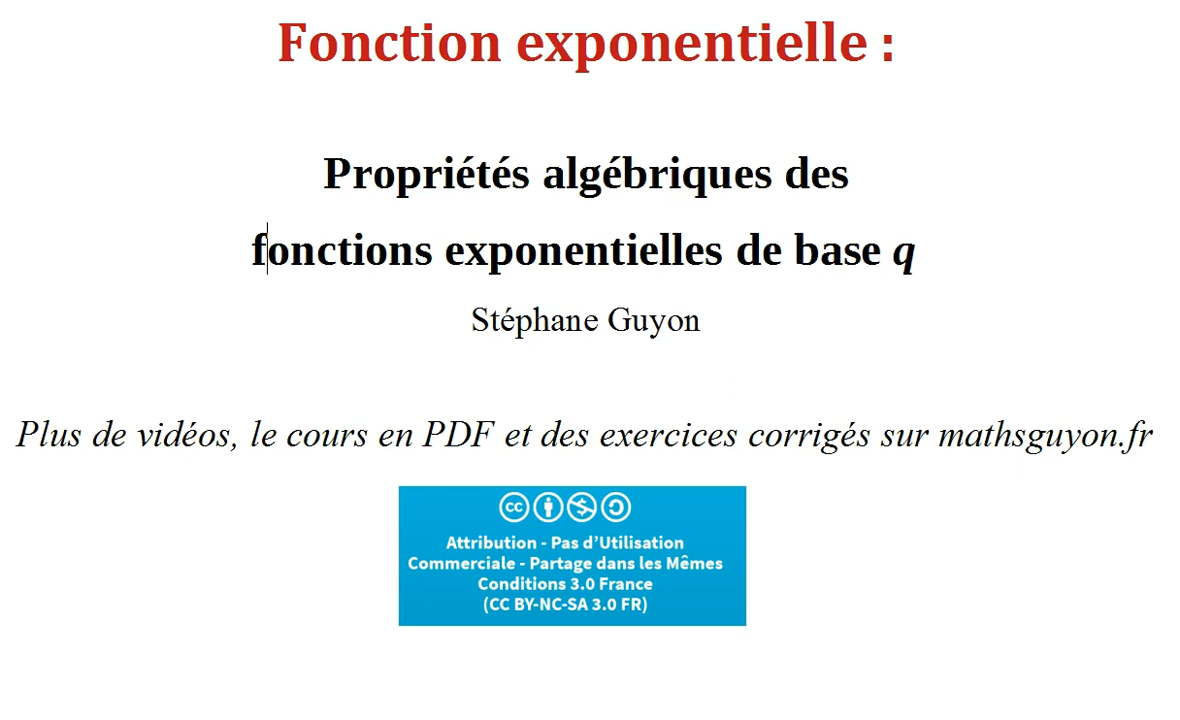 Fonction exponentielle :
Propriétés algébriques des
fonctions exponentielles de base q
Stéphane Guyon
Plus de vidéos, le cours en PDF et des exercices corrigés sur mathsguyon.fr
cc
Attribution - Pas d’Utilisation
Commerciale - Partage dans les Mêmes
Conditions 3.0 France
(CC BY-NC-SA 3.0 FR)